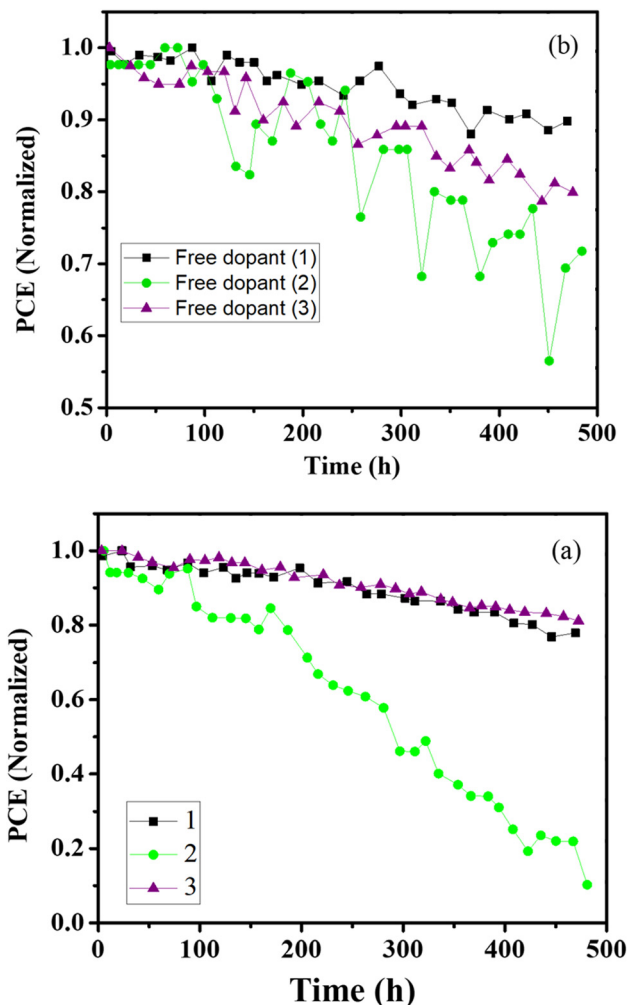 (b)
PCE (Normalized)
1.0
0.9
0.8
0.7
0.6
0.5
Free dopant (1)
Free dopant (2)
Free dopant (3)
0 100 200 300 400 500
Time (h)
(a)
PCE (Normalized)
1.0
0.8
0.6
0.4
0.2
0.0
1
2
3
0 100 200 300 400 500
Time (h)